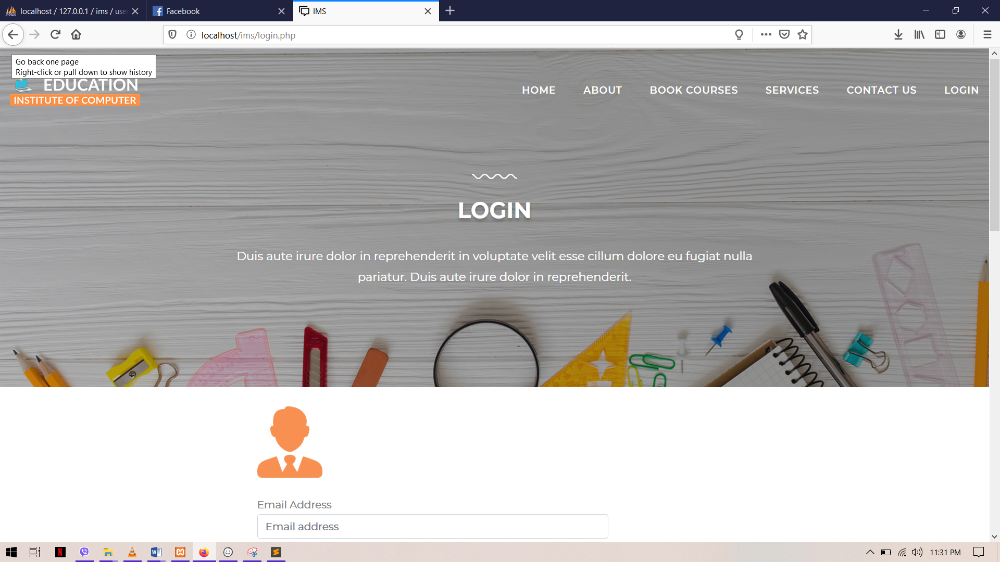 localhost / 127.0.0.1 / ims / use
Facebook
IMS
localhost/ims/login.php
Go back one page
Right-click or pull down to show history
EDUCATION
INSTITUTE OF COMPUTER
HOME
ABOUT
BOOK COURSES
SERVICES
CONTACT US
LOGIN
LOGIN
Duis aute irure dolor in reprehenderit in voluptate velit esse cillum dolore eu fugiat nulla
pariatur. Duis aute irure dolor in reprehenderit.
Email Address
Email address
11:31 PM